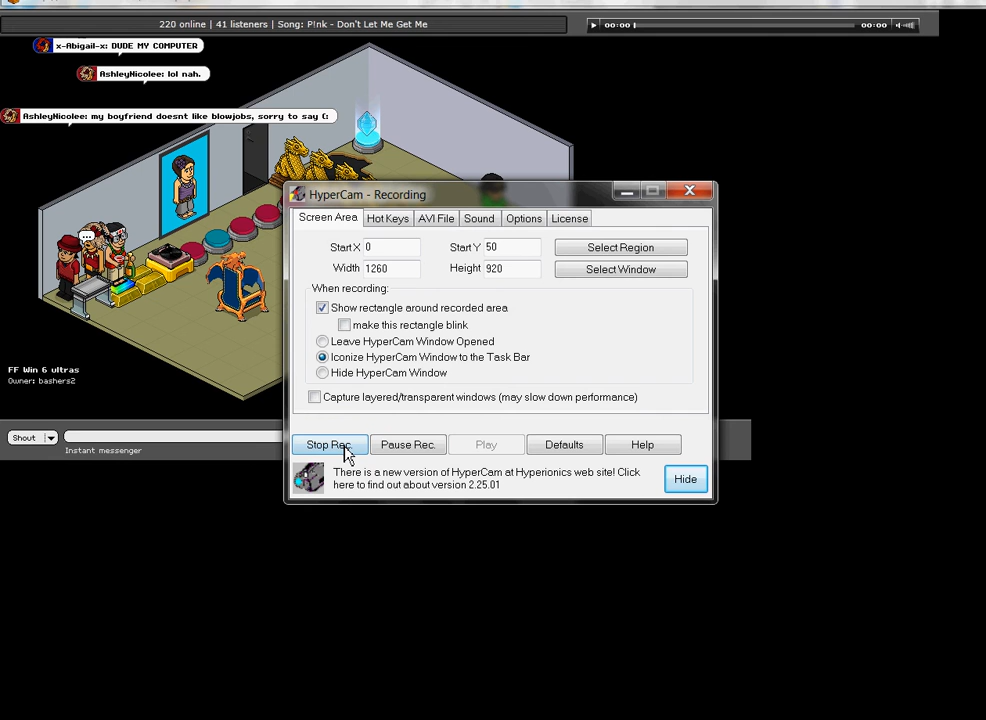 220 online | 41 listeners | Song: P!nk - Don't Let Me Get Me
00:00
00:00
x-Abigail-x: DUDE MY COMPUTER
AshleyNicolee: lol nah.
AshleyNicolee: my boyfriend doesnt like blowjobs, sorry to say (:
HyperCam - Recording
Screen Area
Hot Keys
AVI File
Sound
Options
License
Start X 0
Start Y 50
Select Region
Width 1260
Height 920
Select Window
When recording:
Show rectangle around recorded area
make this rectangle blink
Leave HyperCam Window Opened
Iconize HyperCam Window to the Task Bar
Hide HyperCam Window
Capture layered/transparent windows (may slow down performance)
Stop Rec.
Pause Rec.
Play
Defaults
Help
There is a new version of HyperCam at Hyperionics web site! Click
here to find out about version 2.25.01
Hide
FF Win 6 ultras
Owner: bashers2
Shout
Instant messenger